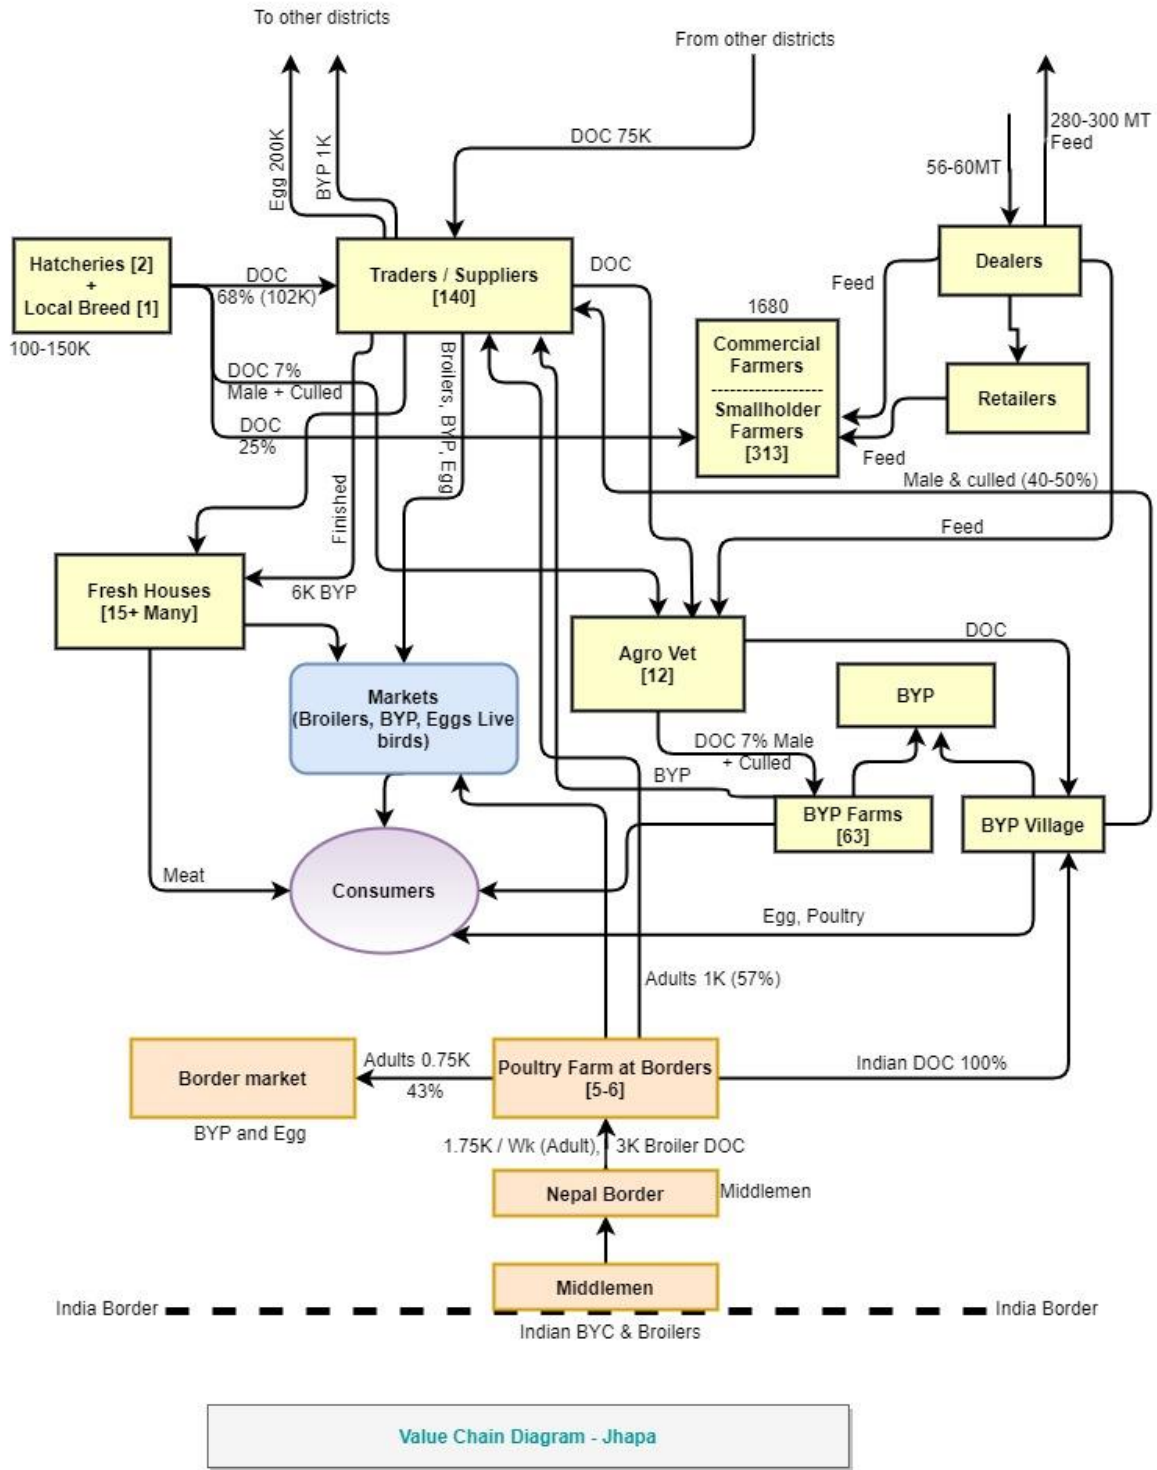 To other districts
From other districts
Egg 200K
BYP 1K
DOC 75K
280-300 MT
Feed
56-60MT
Hatcheries [2]
+
Local Breed [1]
100-150K
DOC
68% (102K)
Traders / Suppliers
[140]
DOC
Dealers
Feed
1680
Commercial
Farmers
Smallholder
Farmers
[313]
Retailers
Feed
DOC 7%
Male + Culled
DOC
25%
Broilers, BYP, Egg
Finished
Male & culled (40-50%)
Feed
Fresh Houses
[15+ Many]
6K BYP
Agro Vet
[12]
DOC
BYP
Markets
(Broilers, BYP, Eggs Live
birds)
DOC 7% Male
+ Culled
BYP
BYP Farms
[63]
BYP Village
Meat
Consumers
Egg, Poultry
Adults 1K (57%)
Border market
BYP and Egg
Adults 0.75K
43%
Poultry Farm at Borders
[5-6]
Indian DOC 100%
1.75K / Wk (Adult), 3K Broiler DOC
Nepal Border
Middlemen
Middlemen
India Border
India Border
Indian BYC & Broilers
Value Chain Diagram - Jhapa